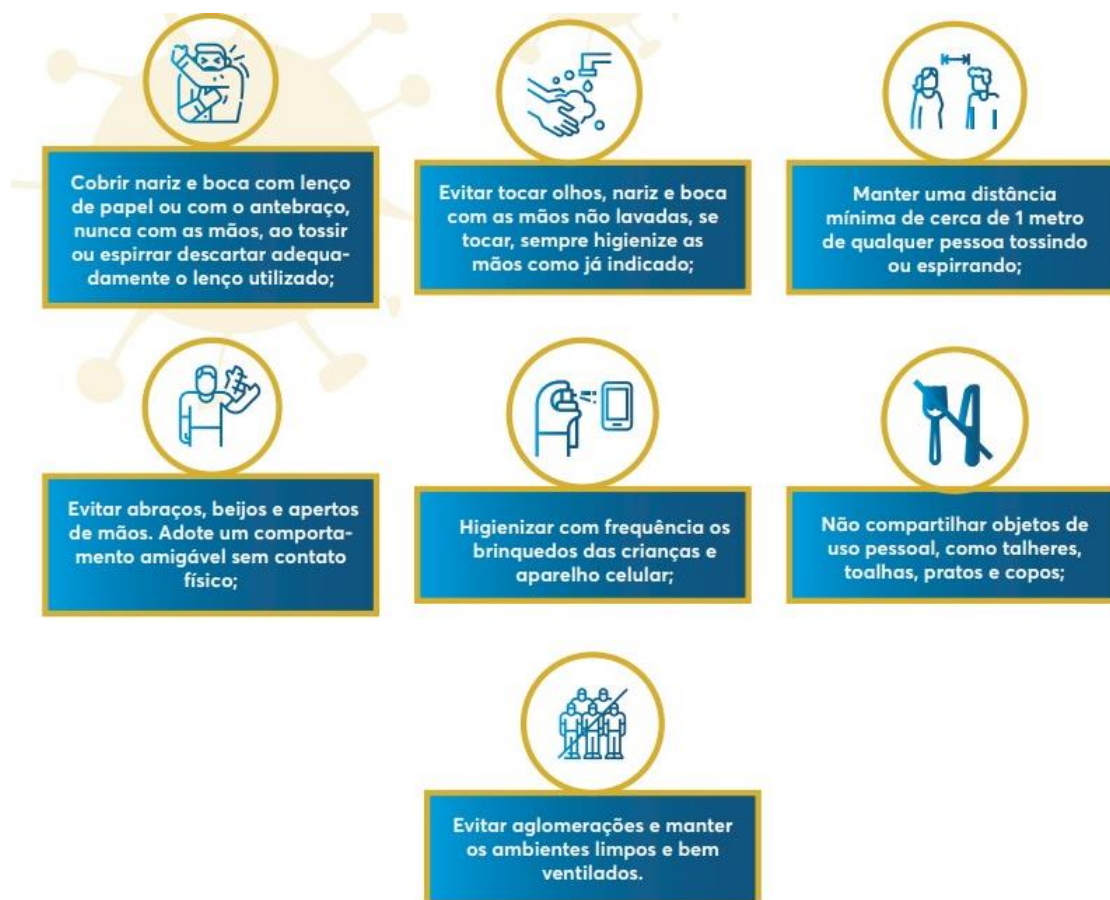 Cobrir nariz e boca com lenço
de papel ou com o antebraço,
nunca com as mãos, ao tossir
ou espirrar descartar adequa-
damente o lenço utilizado;
Evitar tocar olhos, nariz e boca
com as mãos não lavadas, se
tocar, sempre higienize as
mãos como já indicado;
Manter uma distância
mínima de cerca de 1 metro
de qualquer pessoa tossindo
ou espirrando;
Evitar abraços, beijos e apertos
de mãos. Adote um comporta-
mento amigável sem contato
físico;
Higienizar com frequência os
brinquedos das crianças e
aparelho celular;
Não compartilhar objetos de
uso pessoal, como talheres,
toalhas, pratos e copos;
Evitar aglomerações e manter
os ambientes limpos e bem
ventilados.